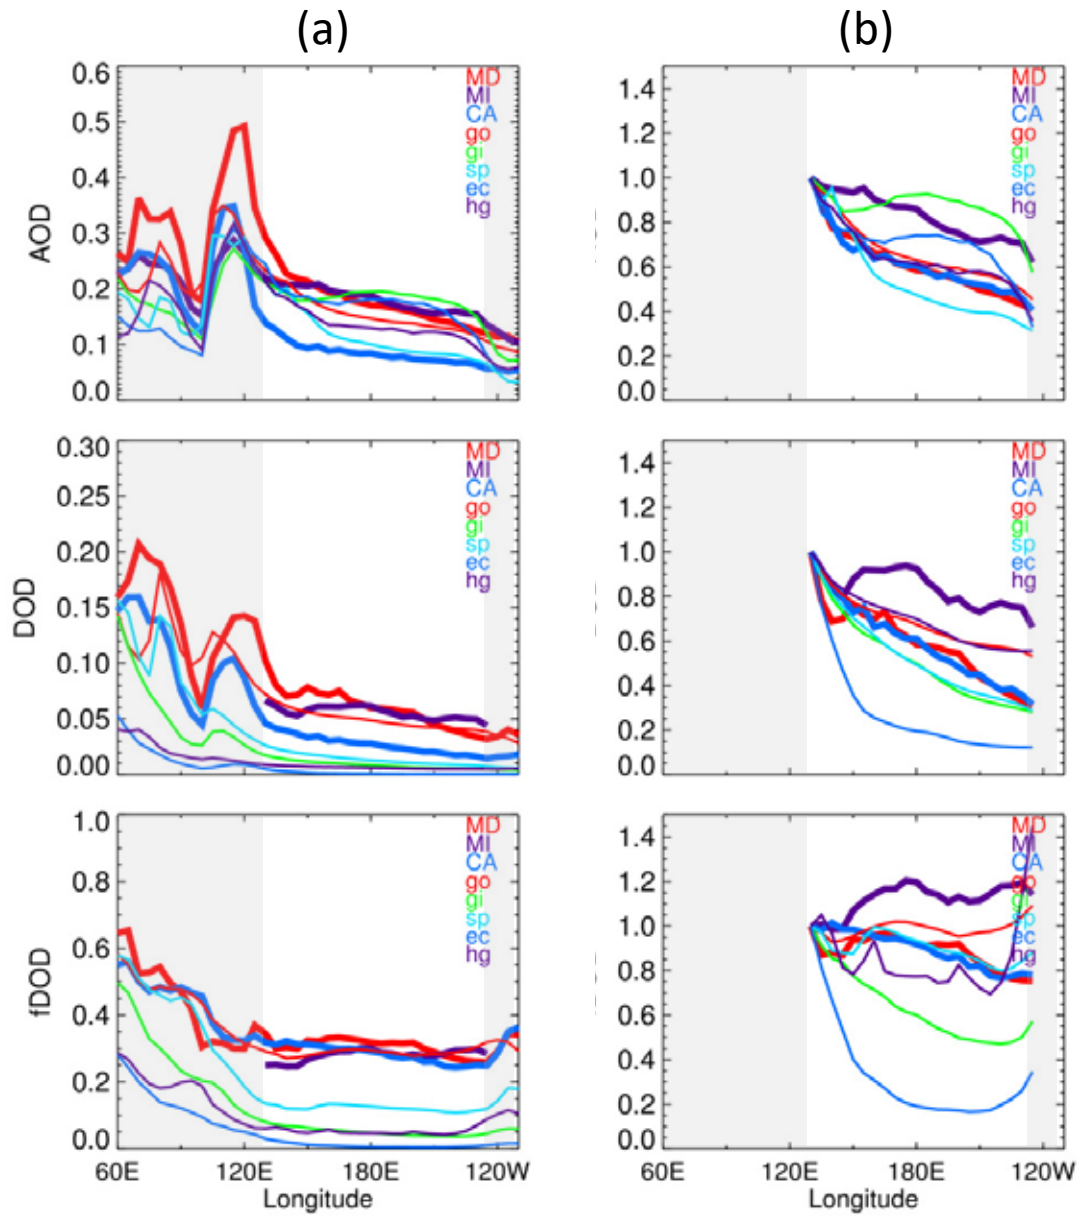 (a)
(b)
0.6
0.5
0.4
0.3
0.2
0.1
0.0
AOD
MD
MI
CA
go
gi
sp
ec
hg
1.4
1.2
1.0
0.8
0.6
0.4
0.2
0.0
MD
MI
CA
go
gi
sp
ec
hg
0.30
0.25
0.20
0.15
0.10
0.05
0.00
DOD
MD
MI
CA
go
gi
sp
ec
hg
1.4
1.2
1.0
0.8
0.6
0.4
0.2
0.0
MD
MI
CA
go
gi
sp
ec
hg
1.0
0.8
0.6
0.4
0.2
0.0
fDOD
MD
MI
CA
go
gi
sp
ec
hg
60E 120E 180E 120W
Longitude
1.4
1.2
1.0
0.8
0.6
0.4
0.2
0.0
MD
MI
CA
go
gi
sp
ec
hg
60E 120E 180E 120W
Longitude